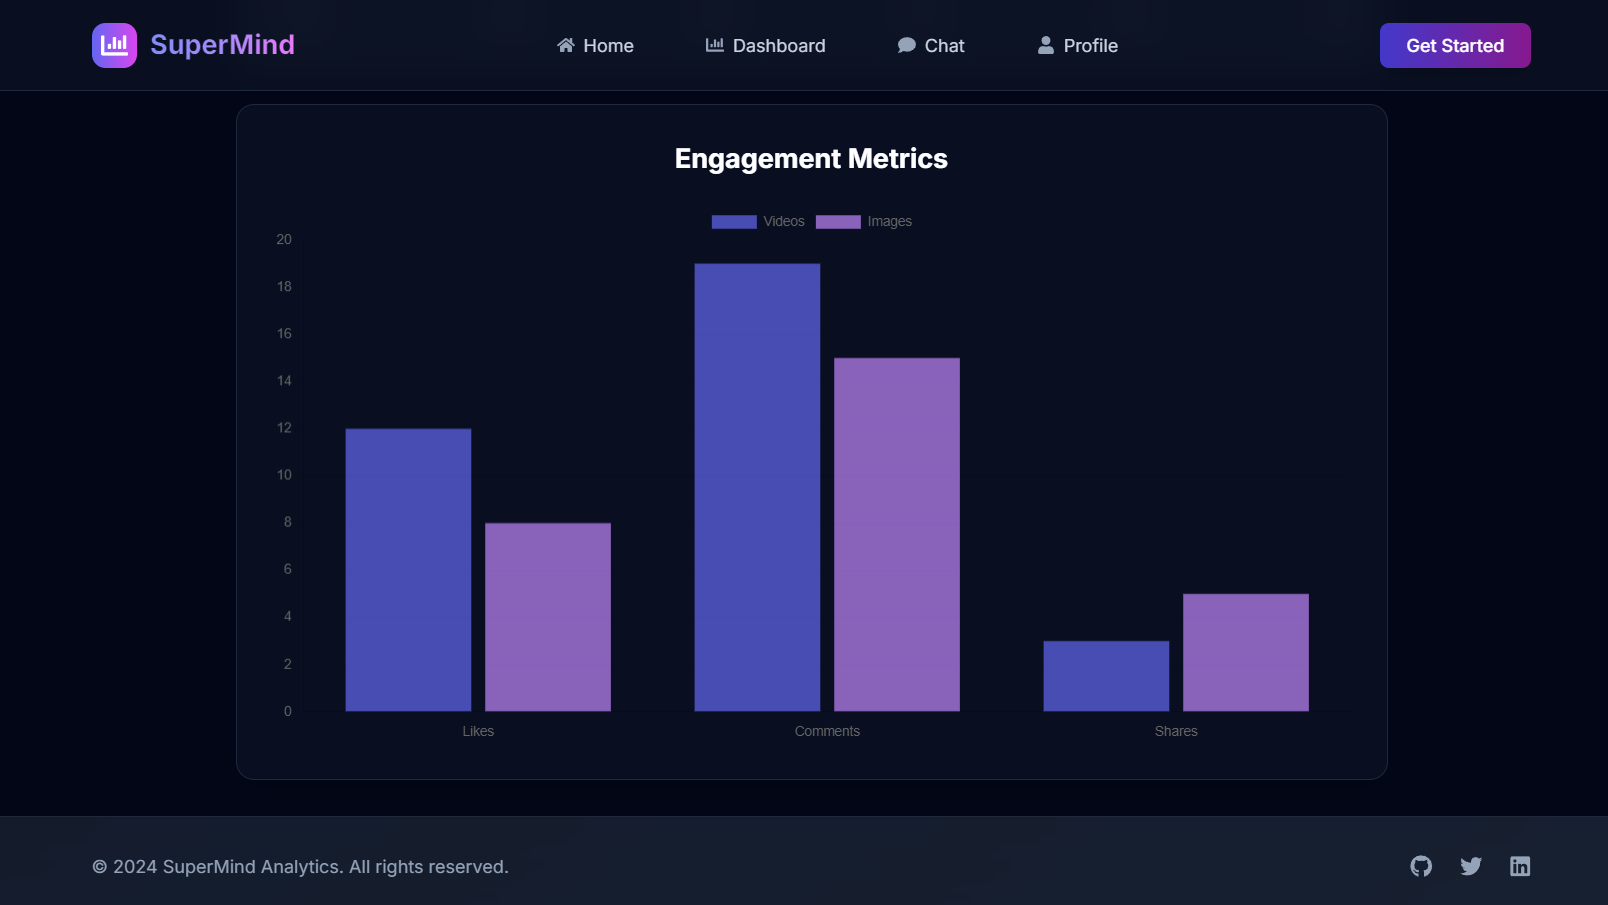 SuperMind
Home
Dashboard
Chat
Profile
Get Started
Engagement Metrics
Videos
Images
20
18
16
14
12
10
8
6
4
2
0
Likes
Comments
Shares
© 2024 SuperMind Analytics. All rights reserved.